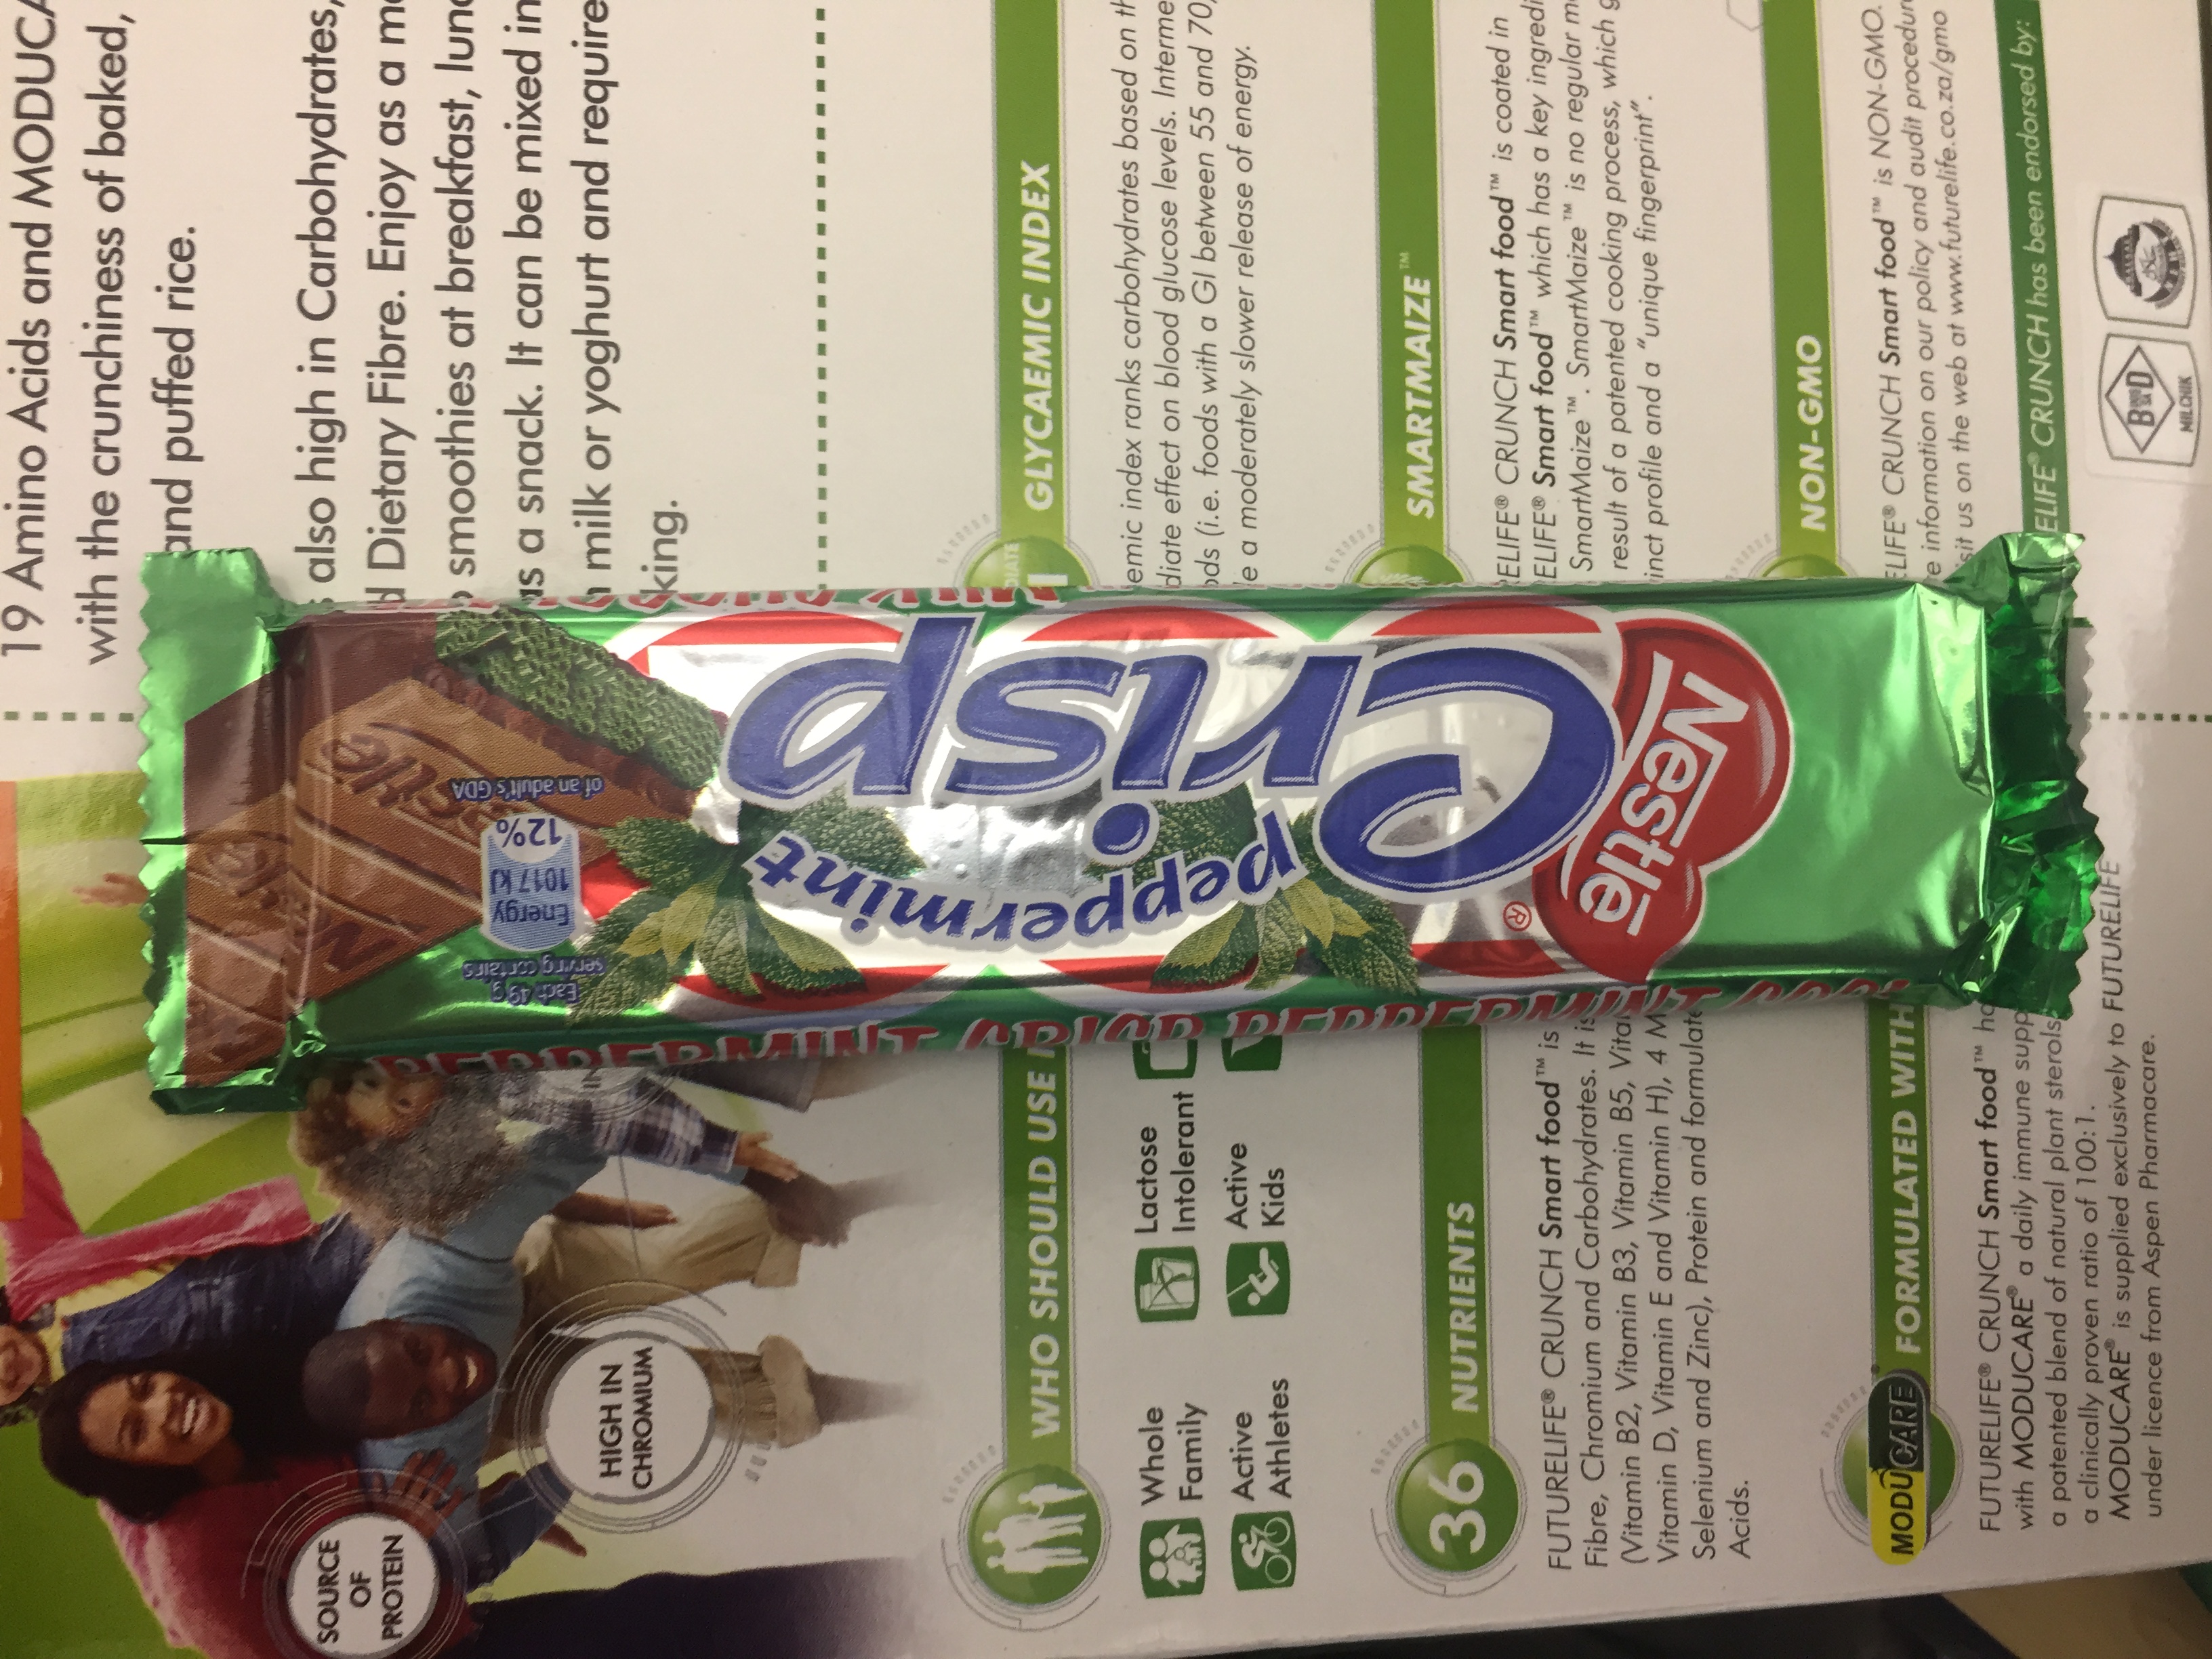 19 Amino Acids and MODUCA
with the crunchiness of baked,
and puffed rice.
also high in Carbohydrates,
Dietary Fibre. Enjoy as a
smoothies at breakfast,
as a snack. It can be mixed in
milk or yoghurt and require
king.
SOURCE
OF
PROTEIN
HIGH IN
CHROMIUM
Each 49g
serving contains
Energy
1017 kJ
12%
of an adult's GDA
peppermint
Crisp
®
Nestlē
WHO SHOULD USE
Whole
Family
Lactose
Intolerant
Active
Athletes
Active
Kids
36 NUTRIENTS
FUTURELIFE® CRUNCH Smart food™ is
Fibre, Chromium and Carbohydrates. It is
(Vitamin B2, Vitamin B3, Vitamin B5, Vita
Vitamin D, Vitamin E and Vitamin H), 4 M
Selenium and Zinc), Protein and formulate
Acids.
MODUCARE® FORMULATED WITH
FUTURELIFE® CRUNCH Smart food™ ha
with MODUCARE® a daily immune supp
a patented blend of natural plant sterols
a clinically proven ratio of 100:1.
MODUCARE® is supplied exclusively to FUTURELIFE
under licence from Aspen Pharmacare.
DIATE
GLYCAEMIC INDEX
emic index ranks carbohydrates based on th
diate effect on blood glucose levels. Interme
ods (i.e. foods with a GI between 55 and 70,
e a moderately slower release of energy.
SMARTMAIZE™
ELIFE® CRUNCH Smart food™ is coated in
ELIFE® Smart food™ which has a key ingredi
SmartMaize™. SmartMaize™ is no regular m
result of a patented cooking process, which g
inct profile and a “unique fingerprint”.
NON-GMO
ELIFE® CRUNCH Smart food™ is NON-GMO.
e information on our policy and audit procedur
isit us on the web at www.futurelife.co.za/gmo
ELIFE® CRUNCH has been endorsed by:
B D
MILCHIK